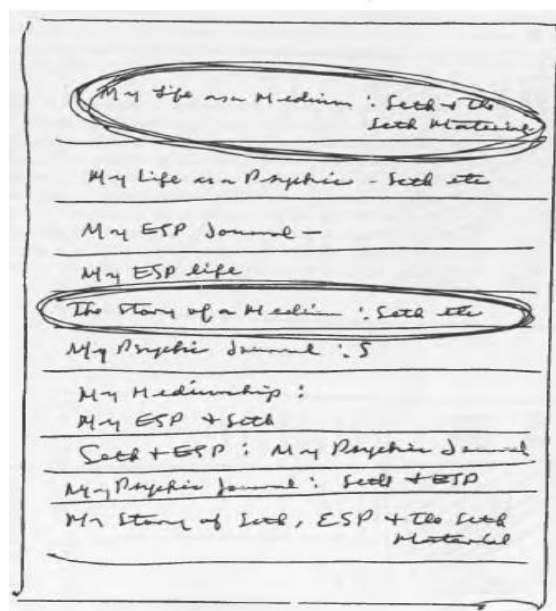 My Life as a Medium : Seth & the
Seth Material
My Life as a Psychic - Seth etc
My ESP Journal —
My ESP life
The Story of a Medium : Seth etc
My Psychic Journal : S
My Mediumship :
My ESP + Seth
Seth + ESP : My Psychic Journal
My Psychic Journal : Seth + ESP
My Story of Seth, ESP + the Seth
Material